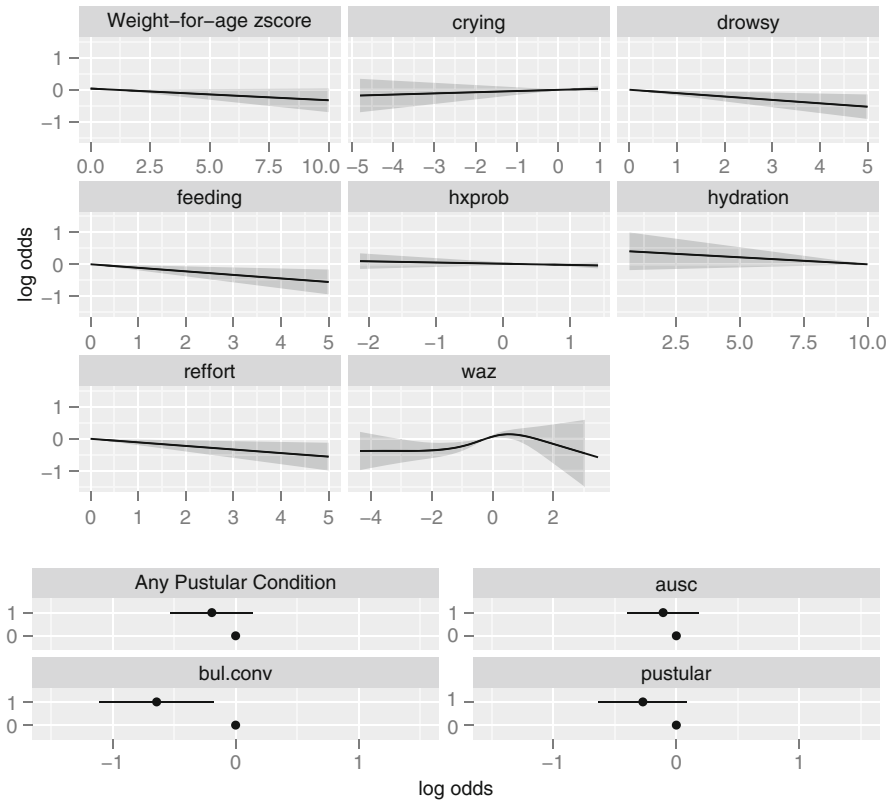 Weight−for−age zscore crying drowsy
1
0
−1
0.0 2.5 5.0 7.5 10.0 −5 −4 −3 −2 −1 0 1 0 1 2 3 4 5
feeding hxprob hydration
log odds
1
0
−1
0 1 2 3 4 5 −2 −1 0 1 2.5 5.0 7.5 10.0
reffort waz
1
0
−1
0 1 2 3 4 5 −4 −2 0 2
Any Pustular Condition ausc
1 1
0 0
bul.conv pustular
1 1
0 0
−1 0 1 −1 0 1
log odds